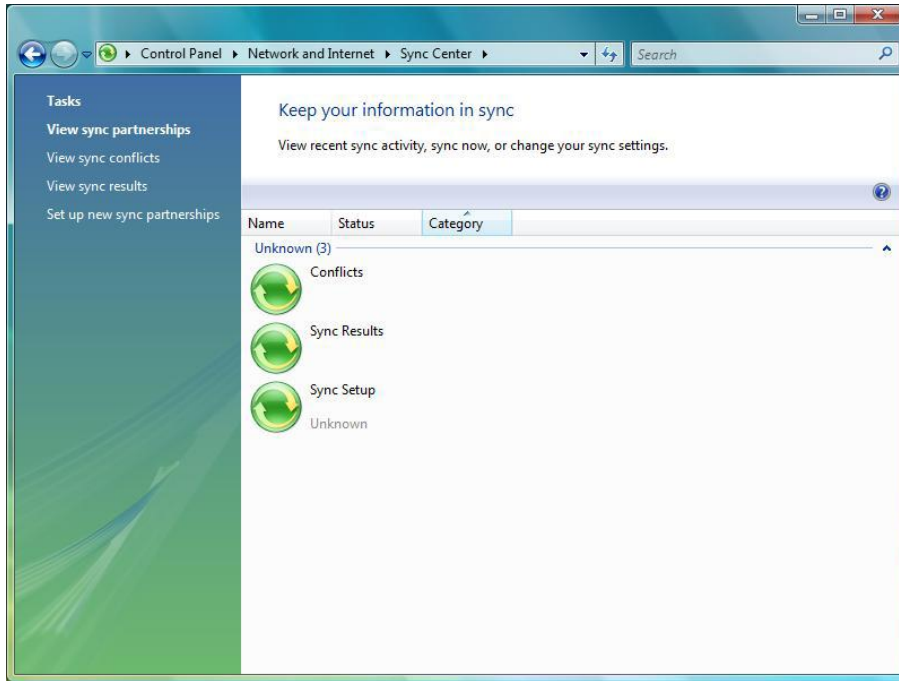 Control Panel Network and Internet Sync Center
Search
Tasks
View sync partnerships
View sync conflicts
View sync results
Set up new sync partnerships
Keep your information in sync
View recent sync activity, sync now, or change your sync settings.
Name Status Category
Unknown (3)
Conflicts
Sync Results
Sync Setup
Unknown